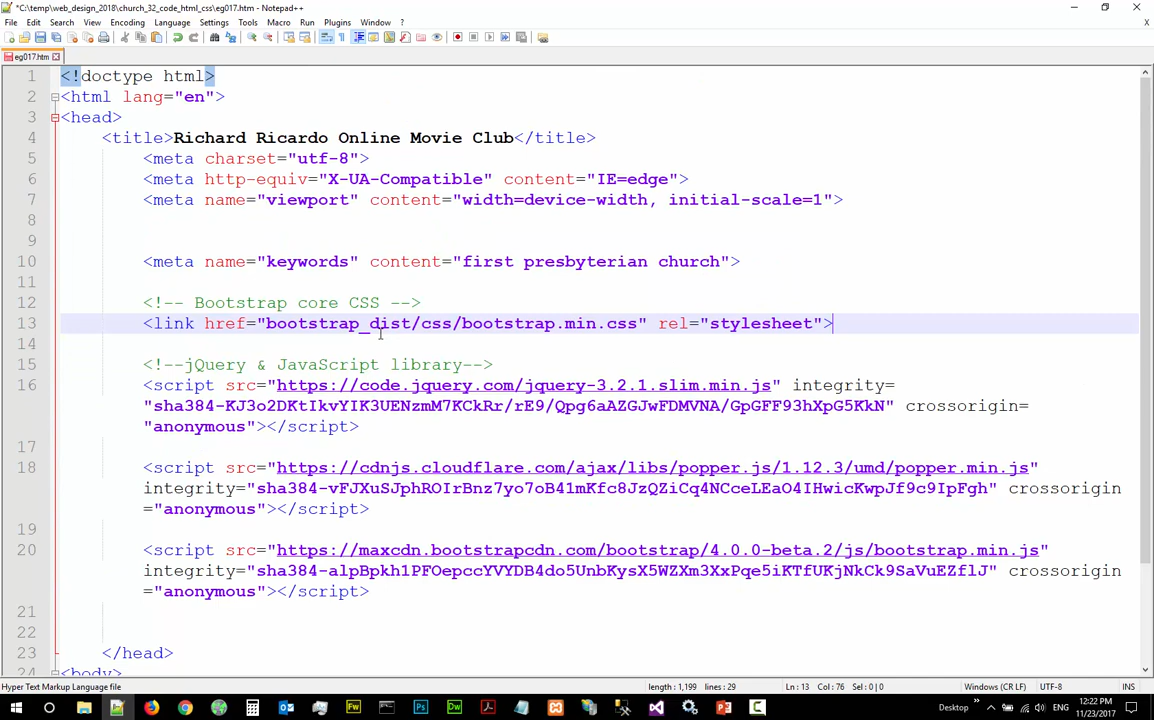 *C:\temp\web_design_2018\church_32_code_html_css\eg017.htm - Notepad++
File Edit Search View Encoding Language Settings Tools Macro Run Plugins Window ?
eg017.htm
1 <!doctype html>
2 <html lang="en">
3 <head>
4 <title>Richard Ricardo Online Movie Club</title>
5 <meta charset="utf-8">
6 <meta http-equiv="X-UA-Compatible" content="IE=edge">
7 <meta name="viewport" content="width=device-width, initial-scale=1">
8
9
10 <meta name="keywords" content="first presbyterian church">
11
12 <!-- Bootstrap core CSS -->
13 <link href="bootstrap_dist/css/bootstrap.min.css" rel="stylesheet">
14
15 <!--jQuery & JavaScript library-->
16 <script src="https://code.jquery.com/jquery-3.2.1.slim.min.js" integrity=
"sha384-KJ3o2DKtIkvYIK3UENzmM7KCkRr/rE9/Qpg6aAZGJwFDMVNA/GpGFF93hXpG5KkN" crossorigin=
"anonymous"></script>
17
18 <script src="https://cdnjs.cloudflare.com/ajax/libs/popper.js/1.12.3/umd/popper.min.js"
integrity="sha384-vFJXuSJphROIrBnz7yo7oB41mKfc8JzQZiCq4NCceLEaO4IHwicKwpJf9c9IpFgh" crossorigin
="anonymous"></script>
19
20 <script src="https://maxcdn.bootstrapcdn.com/bootstrap/4.0.0-beta.2/js/bootstrap.min.js"
integrity="sha384-alpBpkh1PFOepccYVYDB4do5UnbKysX5WZXm3XxPqe5iKTfUKjNkCk9SaVuEZflJ" crossorigin
="anonymous"></script>
21
22
23 </head>
24 <body>
Hyper Text Markup Language file length : 1,199 lines : 29 Ln : 13 Col : 76 Sel : 0 | 0 Windows (CR LF) UTF-8 INS
Desktop ENG 12:22 PM
11/23/2017